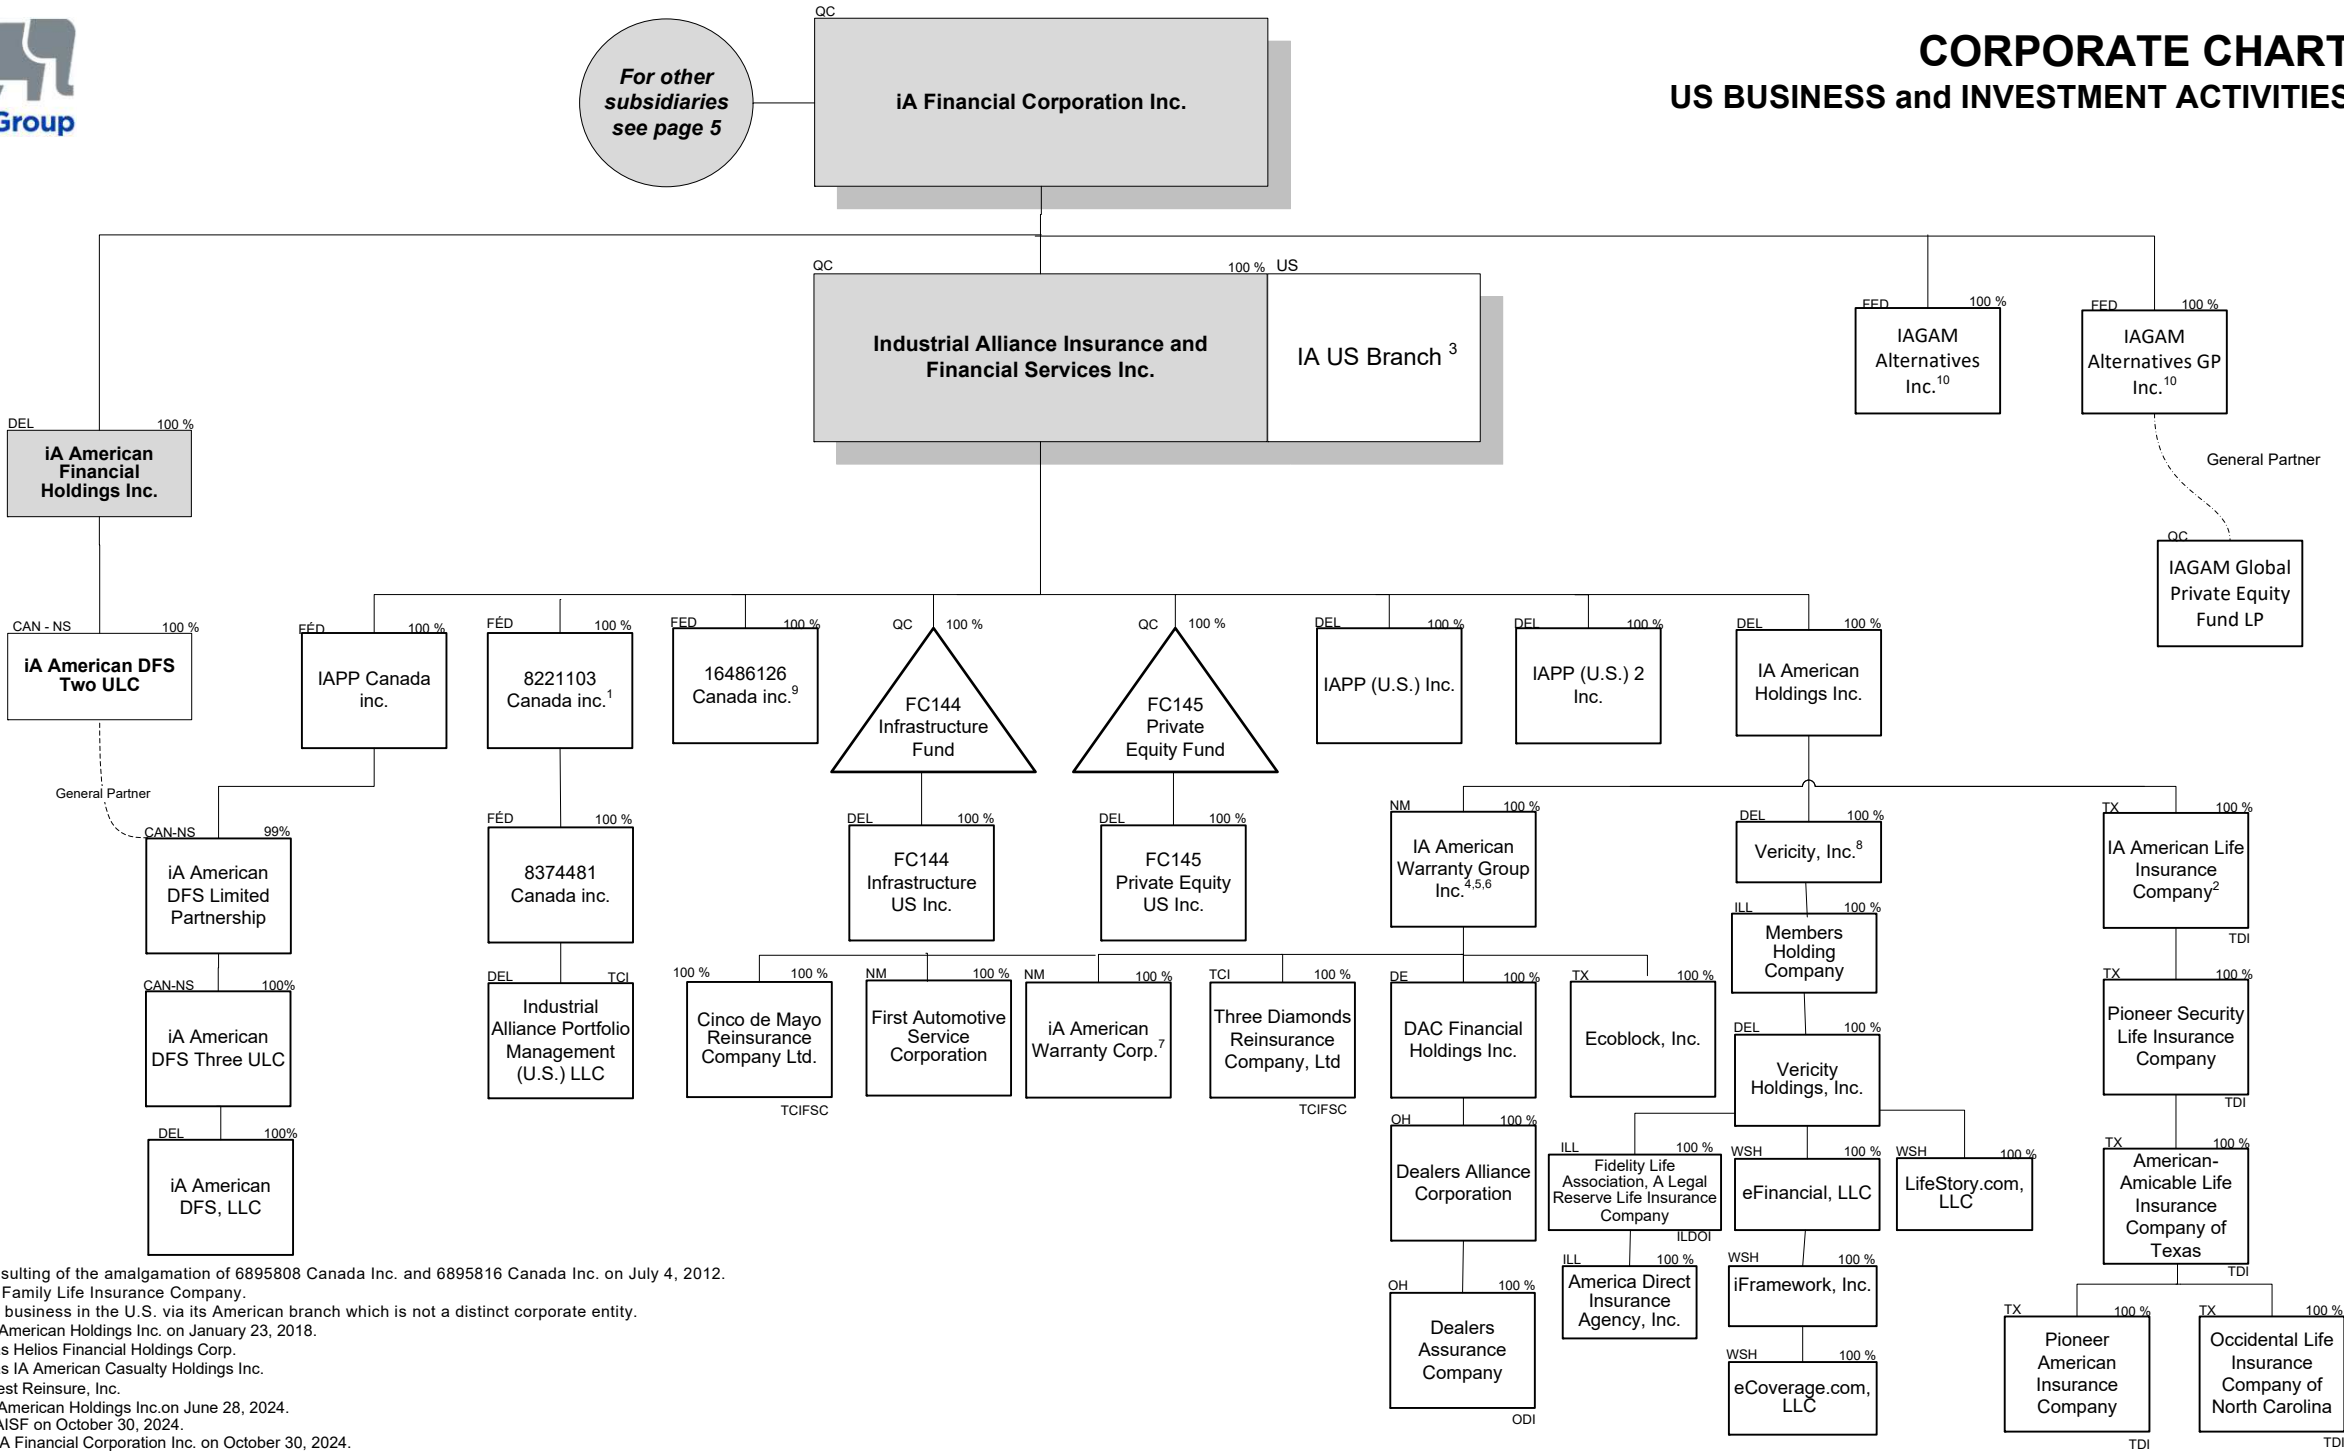 Group
CORPORATE CHART
US BUSINESS and INVESTMENT ACTIVITIES
For other
subsidiaries
see page 5
QC
iA Financial Corporation Inc.
QC
100 %
US
Industrial Alliance Insurance and
Financial Services Inc.
IA US Branch 3
FED
100 %
IAGAM
Alternatives
Inc.10
FED
100 %
IAGAM
Alternatives GP
Inc.10
General Partner
QC
IAGAM Global
Private Equity
Fund LP
DEL
100 %
iA American
Financial
Holdings Inc.
CAN - NS
100 %
iA American DFS
Two ULC
General Partner
FÉD
100 %
IAPP Canada
inc.
FÉD
100 %
8221103
Canada inc.1
FED
100 %
16486126
Canada inc.9
QC
100 %
FC144
Infrastructure
Fund
QC
100 %
FC145
Private
Equity Fund
DEL
100 %
IAPP (U.S.) Inc.
DEL
100 %
IAPP (U.S.) 2
Inc.
DEL
100 %
IA American
Holdings Inc.
CAN-NS
99%
iA American
DFS Limited
Partnership
FÉD
100 %
8374481
Canada inc.
DEL
100 %
FC144
Infrastructure
US Inc.
DEL
100 %
FC145
Private Equity
US Inc.
NM
100 %
IA American
Warranty Group
Inc.4,5,6
DEL
100 %
Vericity, Inc.8
TX
100 %
IA American Life
Insurance
Company2
TDI
ILL
100 %
Members
Holding
Company
CAN-NS
100%
iA American
DFS Three ULC
DEL
TCI
Industrial
Alliance Portfolio
Management
(U.S.) LLC
100 %
100 %
Cinco de Mayo
Reinsurance
Company Ltd.
TCIFSC
NM
100 %
First Automotive
Service
Corporation
NM
100 %
iA American
Warranty Corp.7
TCI
100 %
Three Diamonds
Reinsurance
Company, Ltd
TCIFSC
DE
100 %
DAC Financial
Holdings Inc.
TX
100 %
Ecoblock, Inc.
DEL
100 %
Vericity
Holdings, Inc.
TX
100 %
Pioneer Security
Life Insurance
Company
TDI
DEL
100%
iA American
DFS, LLC
OH
100 %
Dealers Alliance
Corporation
ILL
100 %
Fidelity Life
Association, A Legal
Reserve Life Insurance
Company
ILDOI
WSH
100 %
eFinancial, LLC
WSH
100 %
LifeStory.com,
LLC
TX
100 %
American-
Amicable Life
Insurance
Company of
Texas
TDI
OH
100 %
Dealers
Assurance
Company
ODI
ILL
100 %
America Direct
Insurance
Agency, Inc.
WSH
100 %
iFramework, Inc.
WSH
100 %
eCoverage.com,
LLC
TX
100 %
Pioneer
American
Insurance
Company
TDI
TX
100 %
Occidental Life
Insurance
Company of
North Carolina
TDI
sulting of the amalgamation of 6895808 Canada Inc. and 6895816 Canada Inc. on July 4, 2012.
Family Life Insurance Company.
business in the U.S. via its American branch which is not a distinct corporate entity.
American Holdings Inc. on January 23, 2018.
s Helios Financial Holdings Corp.
as IA American Casualty Holdings Inc.
est Reinsure, Inc.
American Holdings Inc.on June 28, 2024.
AISF on October 30, 2024.
A Financial Corporation Inc. on October 30, 2024.